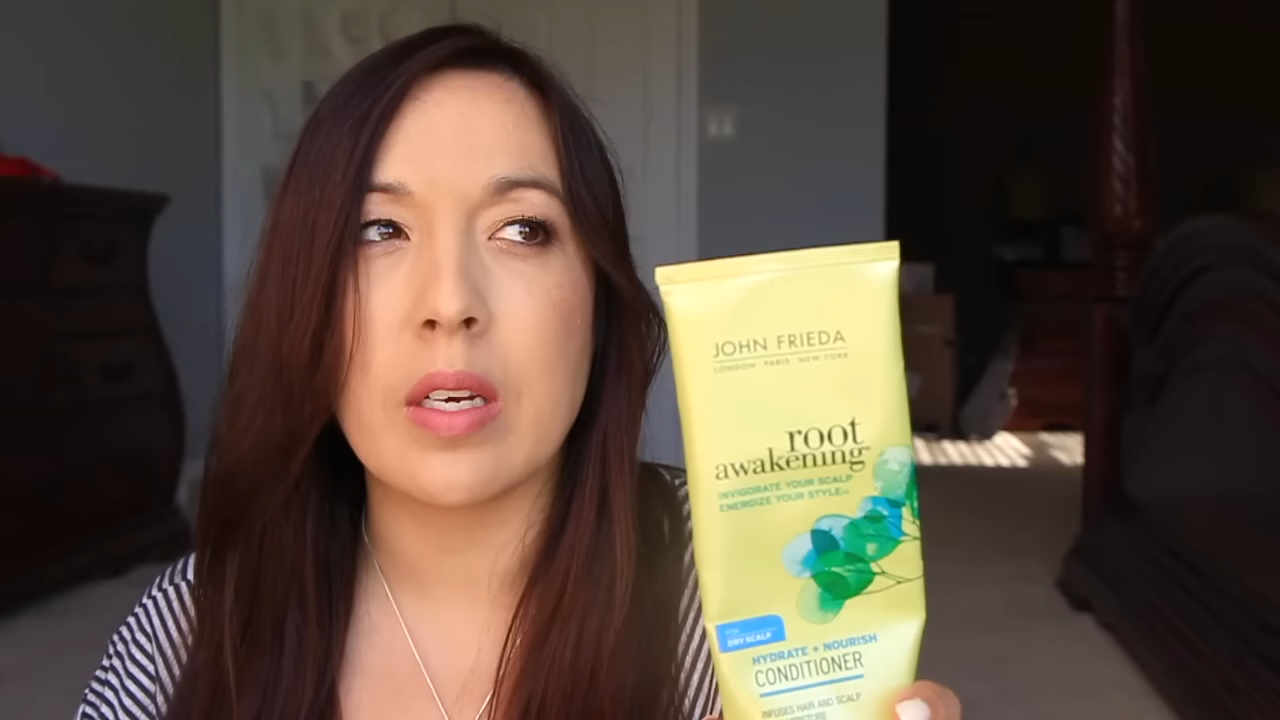 JOHN FRIEDA
LONDON PARIS NEW YORK
root
awakening
INVIGORATE YOUR SCALP
ENERGIZE YOUR STYLE
DRY SCALP
HYDRATE + NOURISH
CONDITIONER
INFUSES HAIR AND SCALP